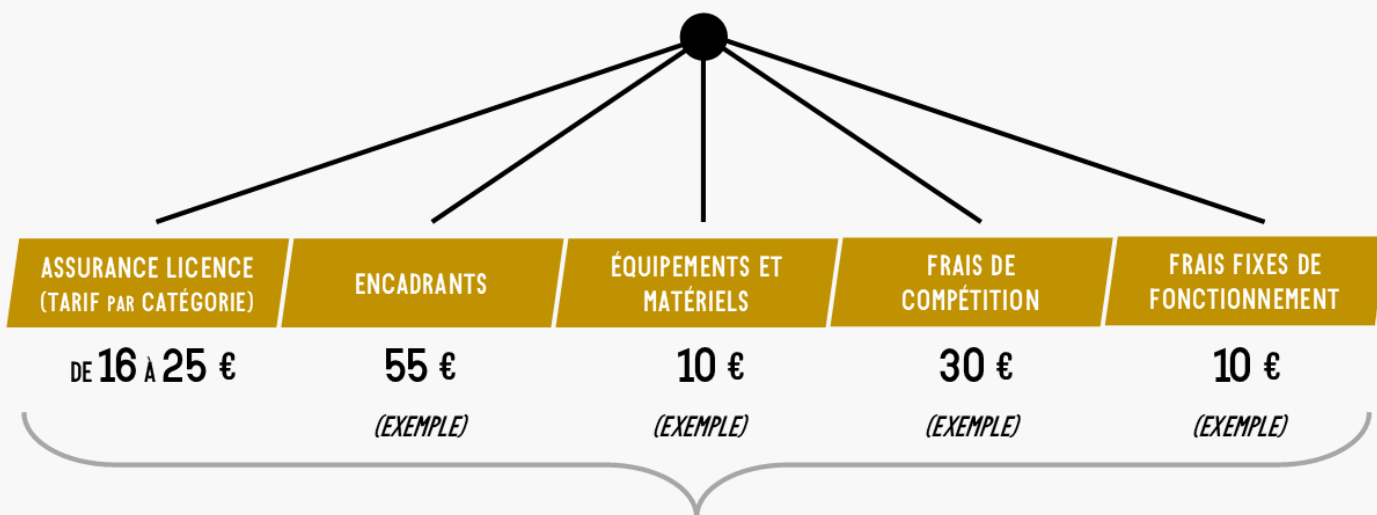 ASSURANCE LICENCE
(TARIF PAR CATÉGORIE)
DE 16 À 25 €
ENCADRANTS
55 €
(EXEMPLE)
ÉQUIPEMENTS ET
MATÉRIELS
10 €
(EXEMPLE)
FRAIS DE
COMPÉTITION
30 €
(EXEMPLE)
FRAIS FIXES DE
FONCTIONNEMENT
10 €
(EXEMPLE)